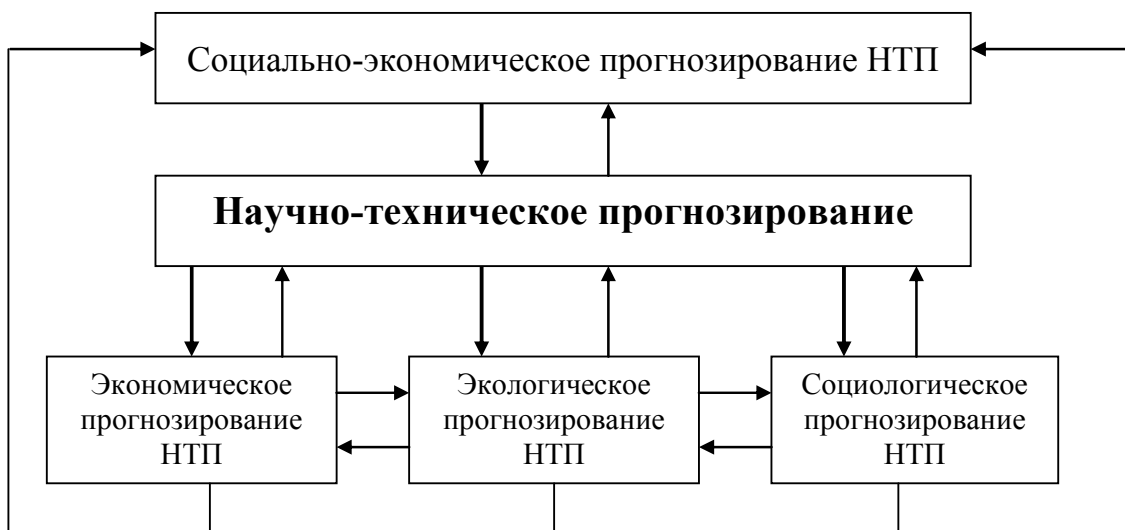 Социально-экономическое прогнозирование НТП
Научно-техническое прогнозирование
Экономическое
прогнозирование
НТП
Экологическое
прогнозирование
НТП
Социологическое
прогнозирование
НТП